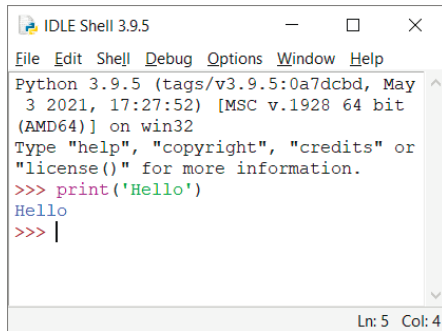 IDLE Shell 3.9.5
File Edit Shell Debug Options Window Help
Python 3.9.5 (tags/v3.9.5:0a7dcbd, May
 3 2021, 17:27:52) [MSC v.1928 64 bit
(AMD64)] on win32
Type "help", "copyright", "credits" or
"license()" for more information.
>>> print('Hello')
Hello
>>>
Ln: 5 Col: 4